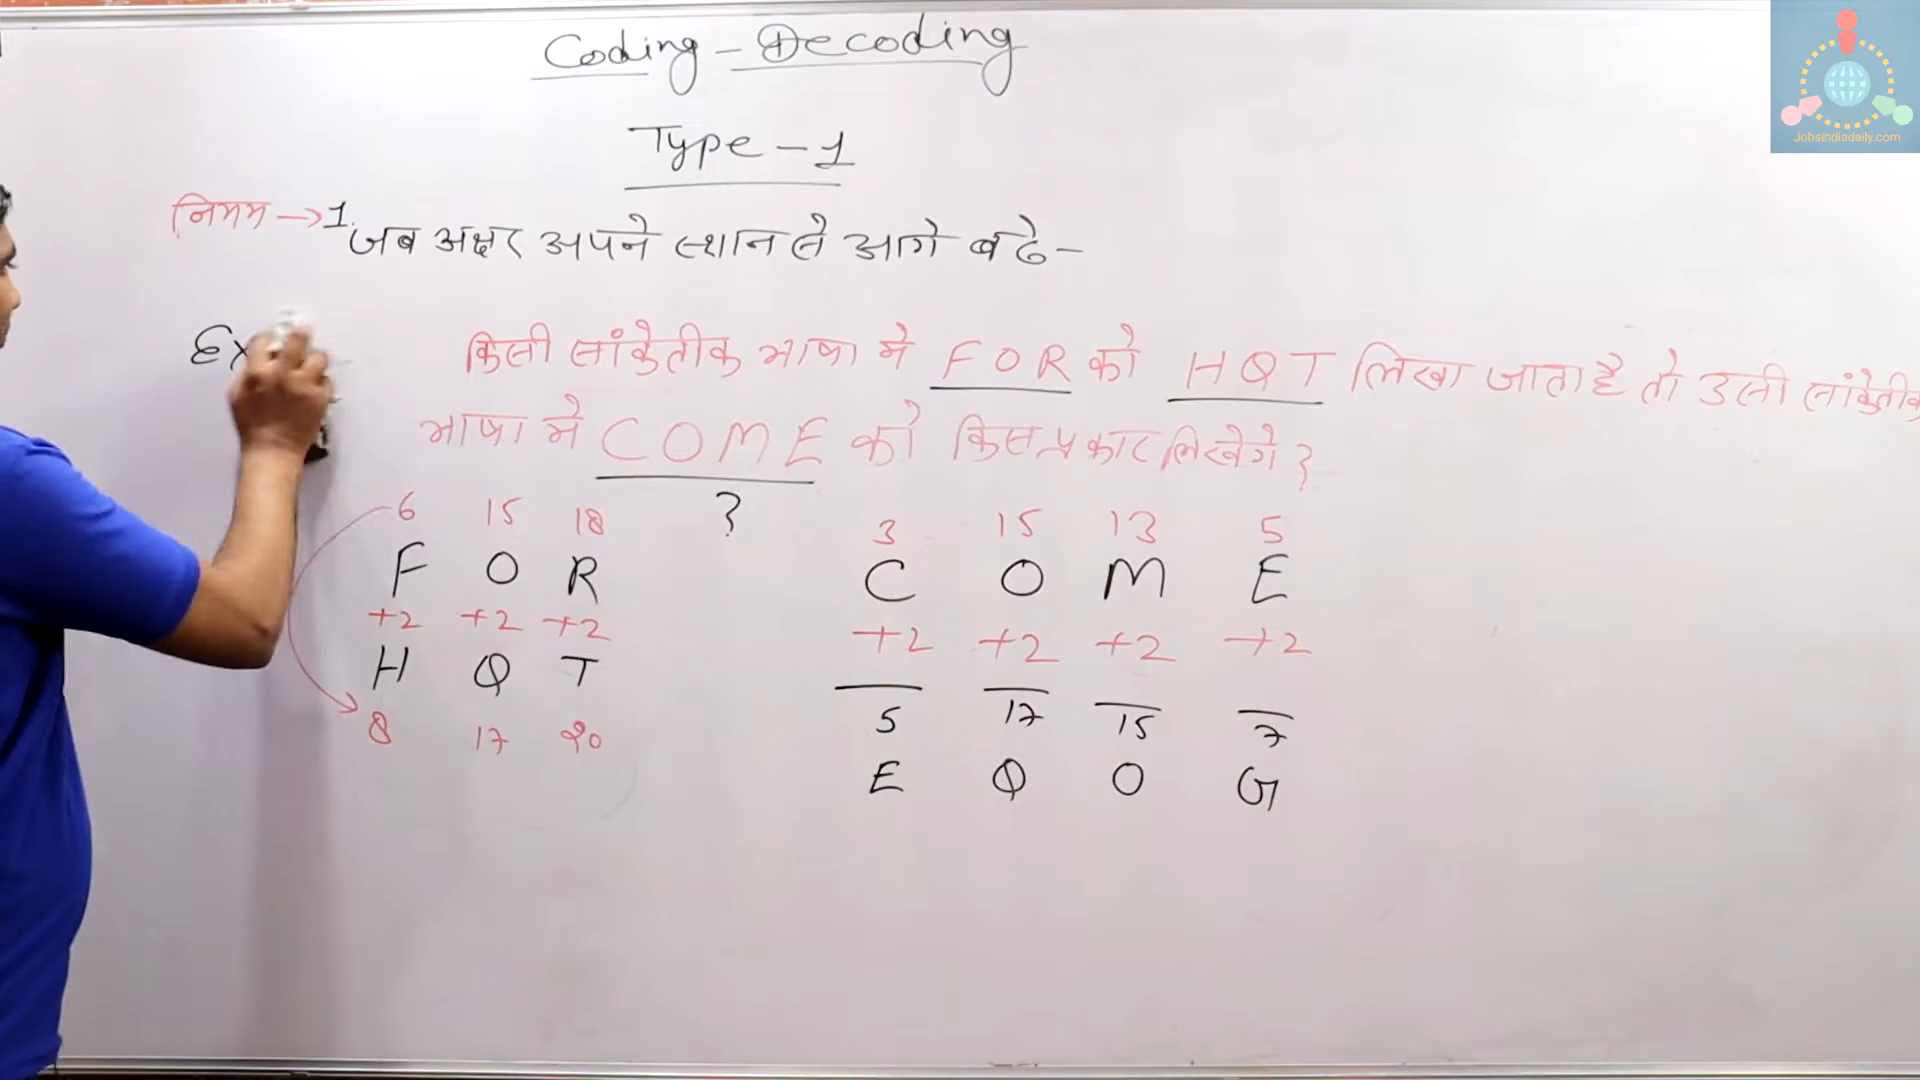 Coding - Decoding
Jobsindiadaily.com
Type - 1
नियम → 1. जब अक्षर अपने स्थान से आगे बढे -
Ex किसी सांकेतीक भाषा मे FOR को HQT लिखा जाता है तो उसी सांकेतीक
भाषा मे COME को किस प्रकार लिखेगे ?
6 15 18 ? 3 15 13 5
F O R C O M E
+2 +2 +2 +2 +2 +2 +2
H Q T
8 17 20 5 17 15 7
E Q O G